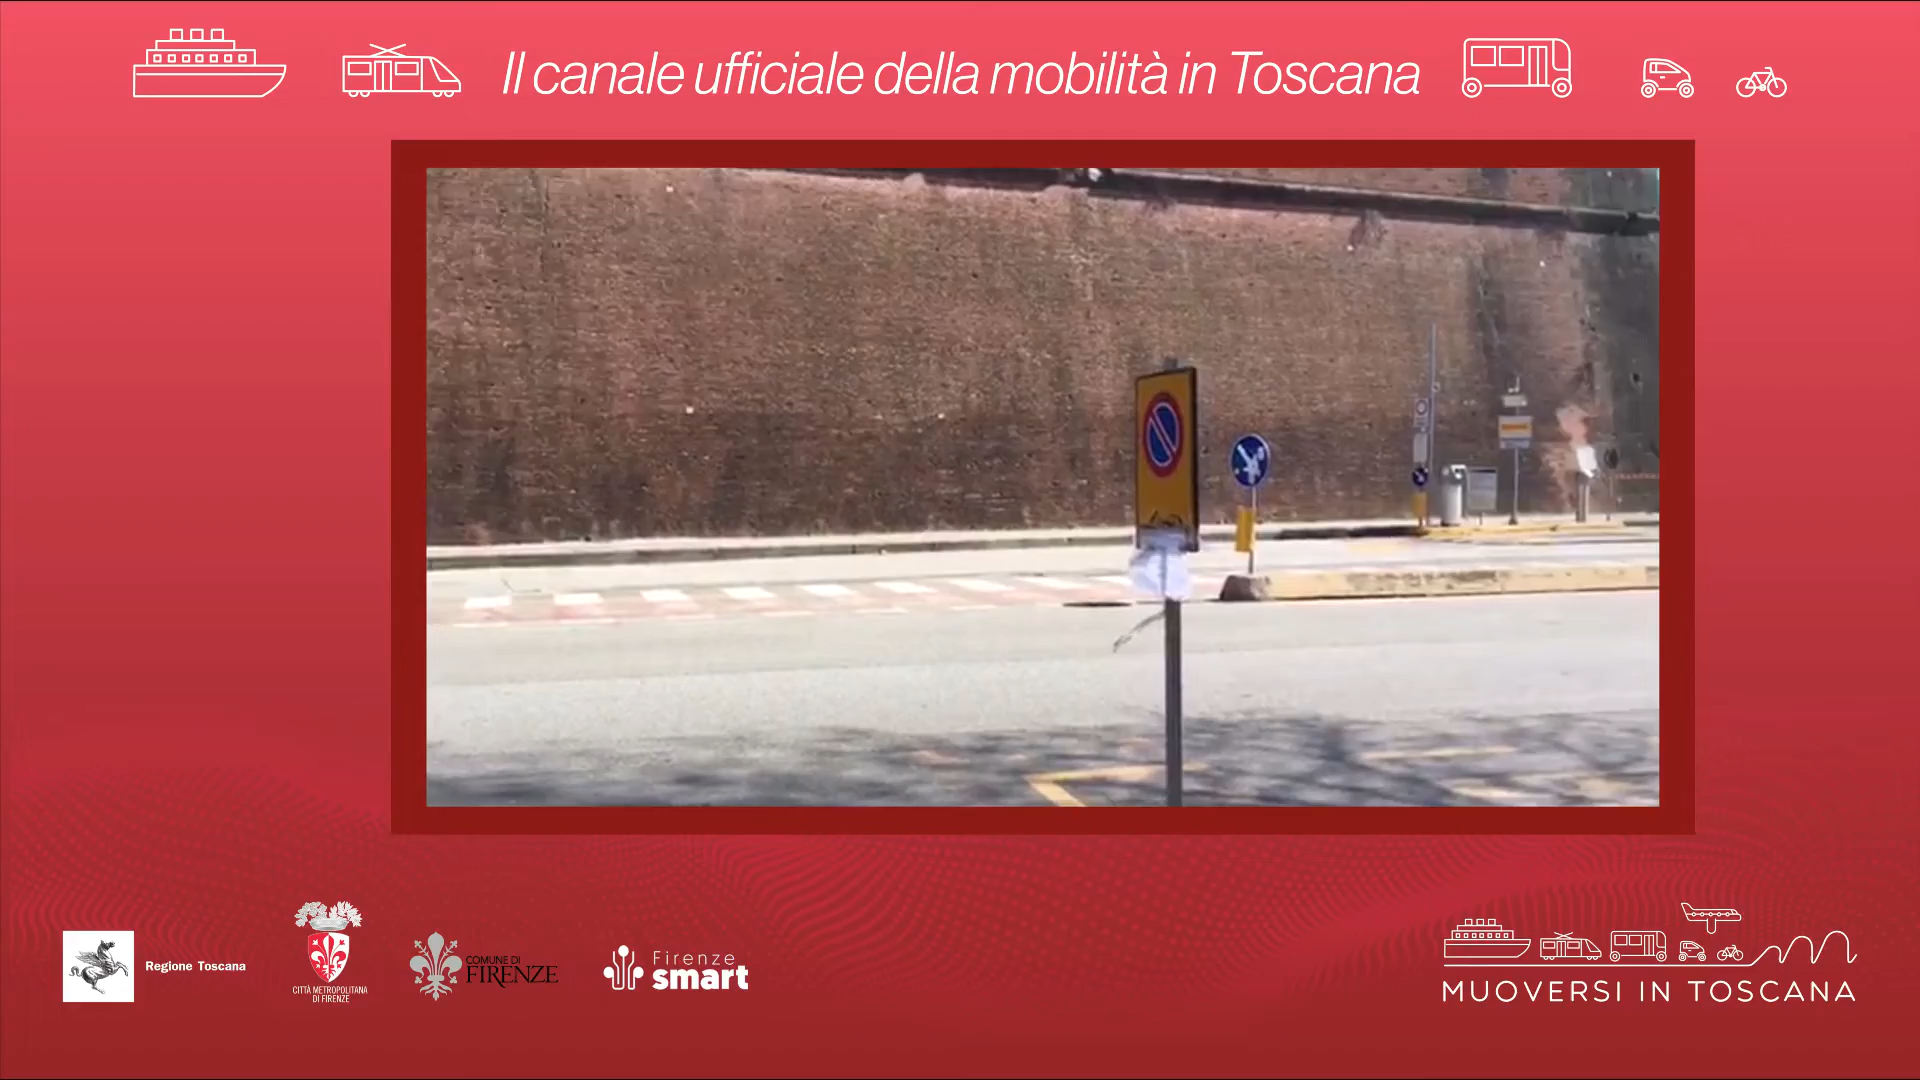 Il canale ufficiale della mobilità in Toscana
Regione Toscana
CITTÀ METROPOLITANA
DI FIRENZE
COMUNE DI
FIRENZE
Firenze
smart
MUOVERSI IN TOSCANA